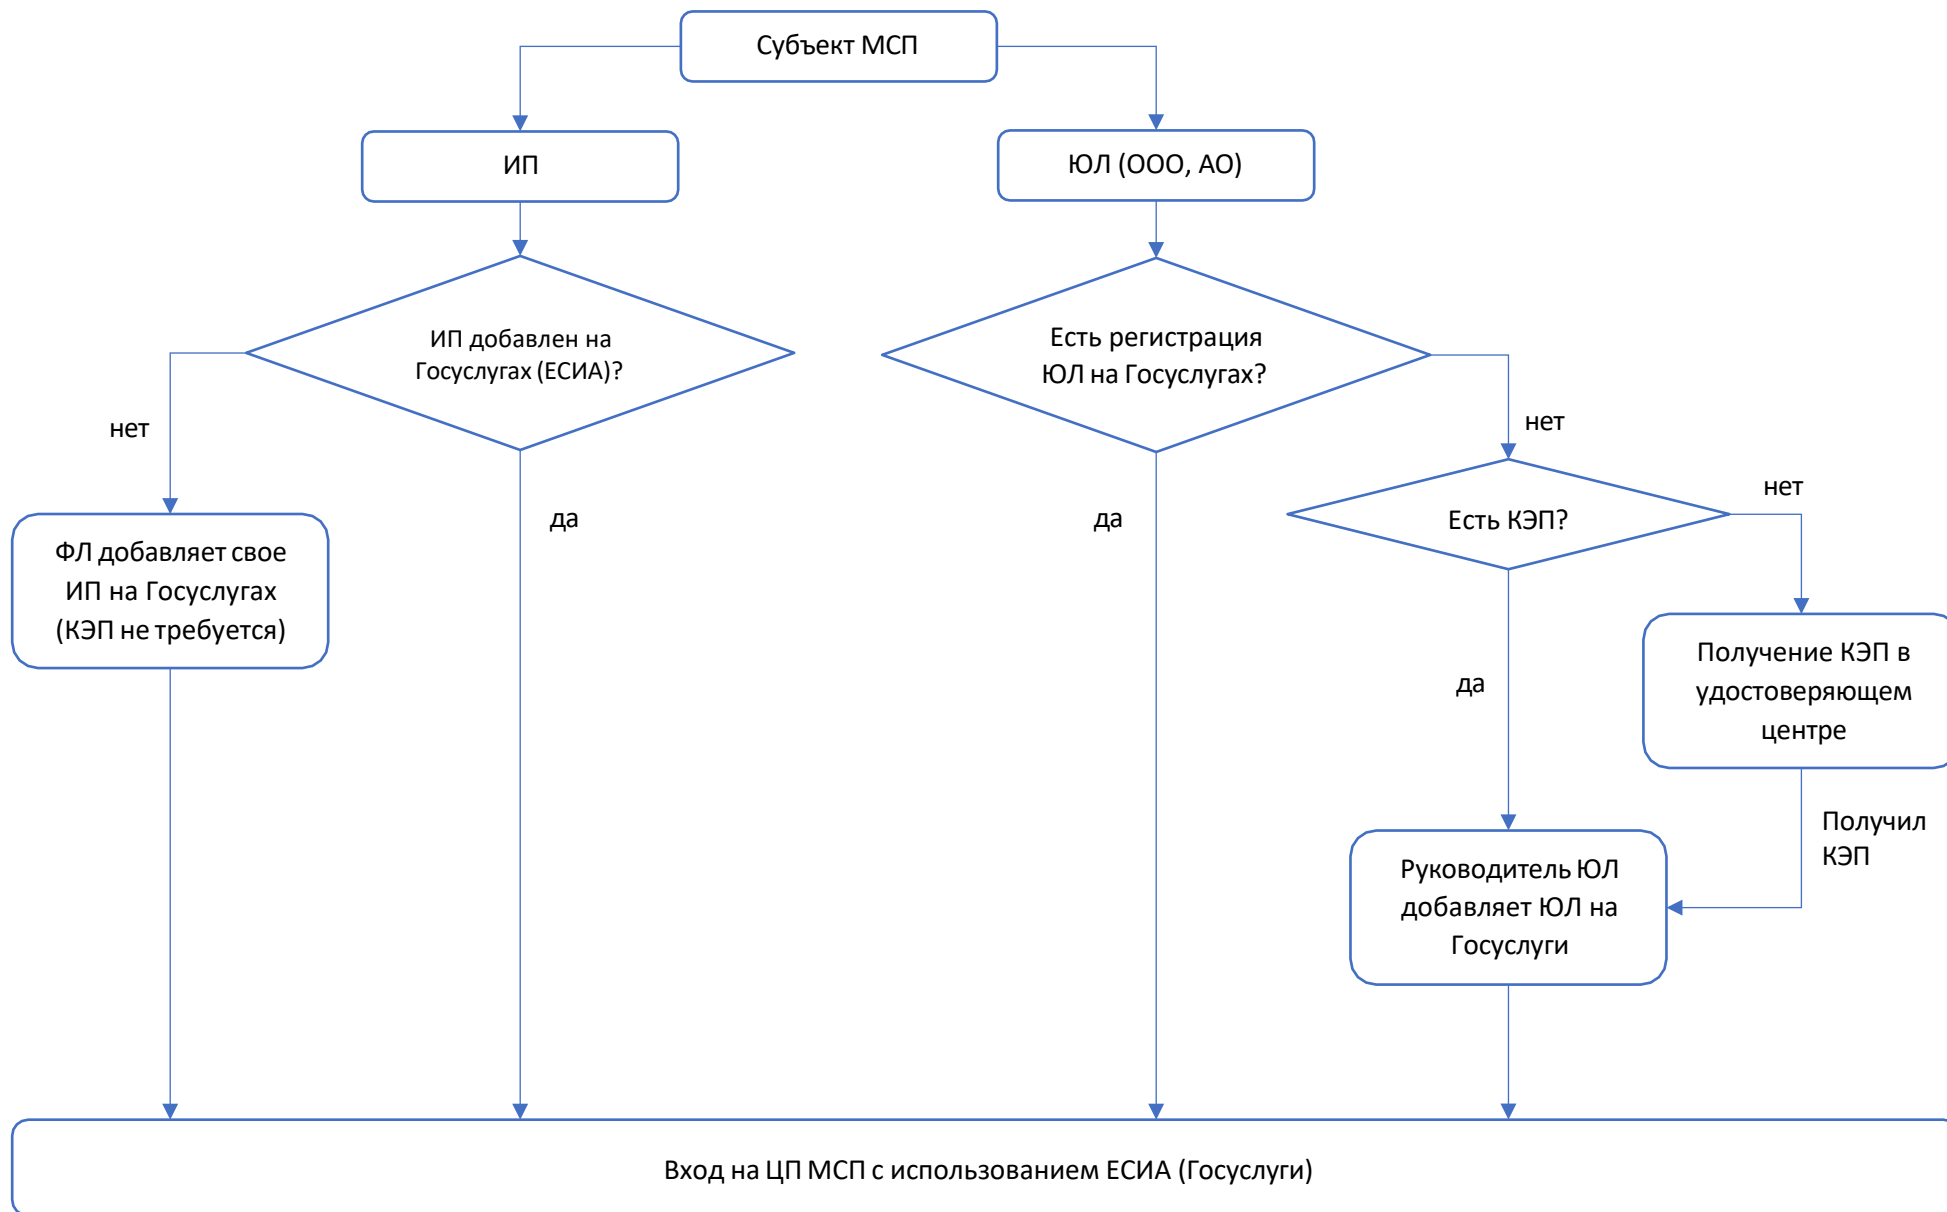 Субъект МСП
ИП
ЮЛ (ООО, АО)
ИП добавлен на
Госуслугах (ЕСИА)?
Есть регистрация
ЮЛ на Госуслугах?
нет
нет
да
да
Есть КЭП?
нет
ФЛ добавляет свое
ИП на Госуслугах
(КЭП не требуется)
да
Получение КЭП в
удостоверяющем
центре
Получил
КЭП
Руководитель ЮЛ
добавляет ЮЛ на
Госуслуги
Вход на ЦП МСП с использованием ЕСИА (Госуслуги)